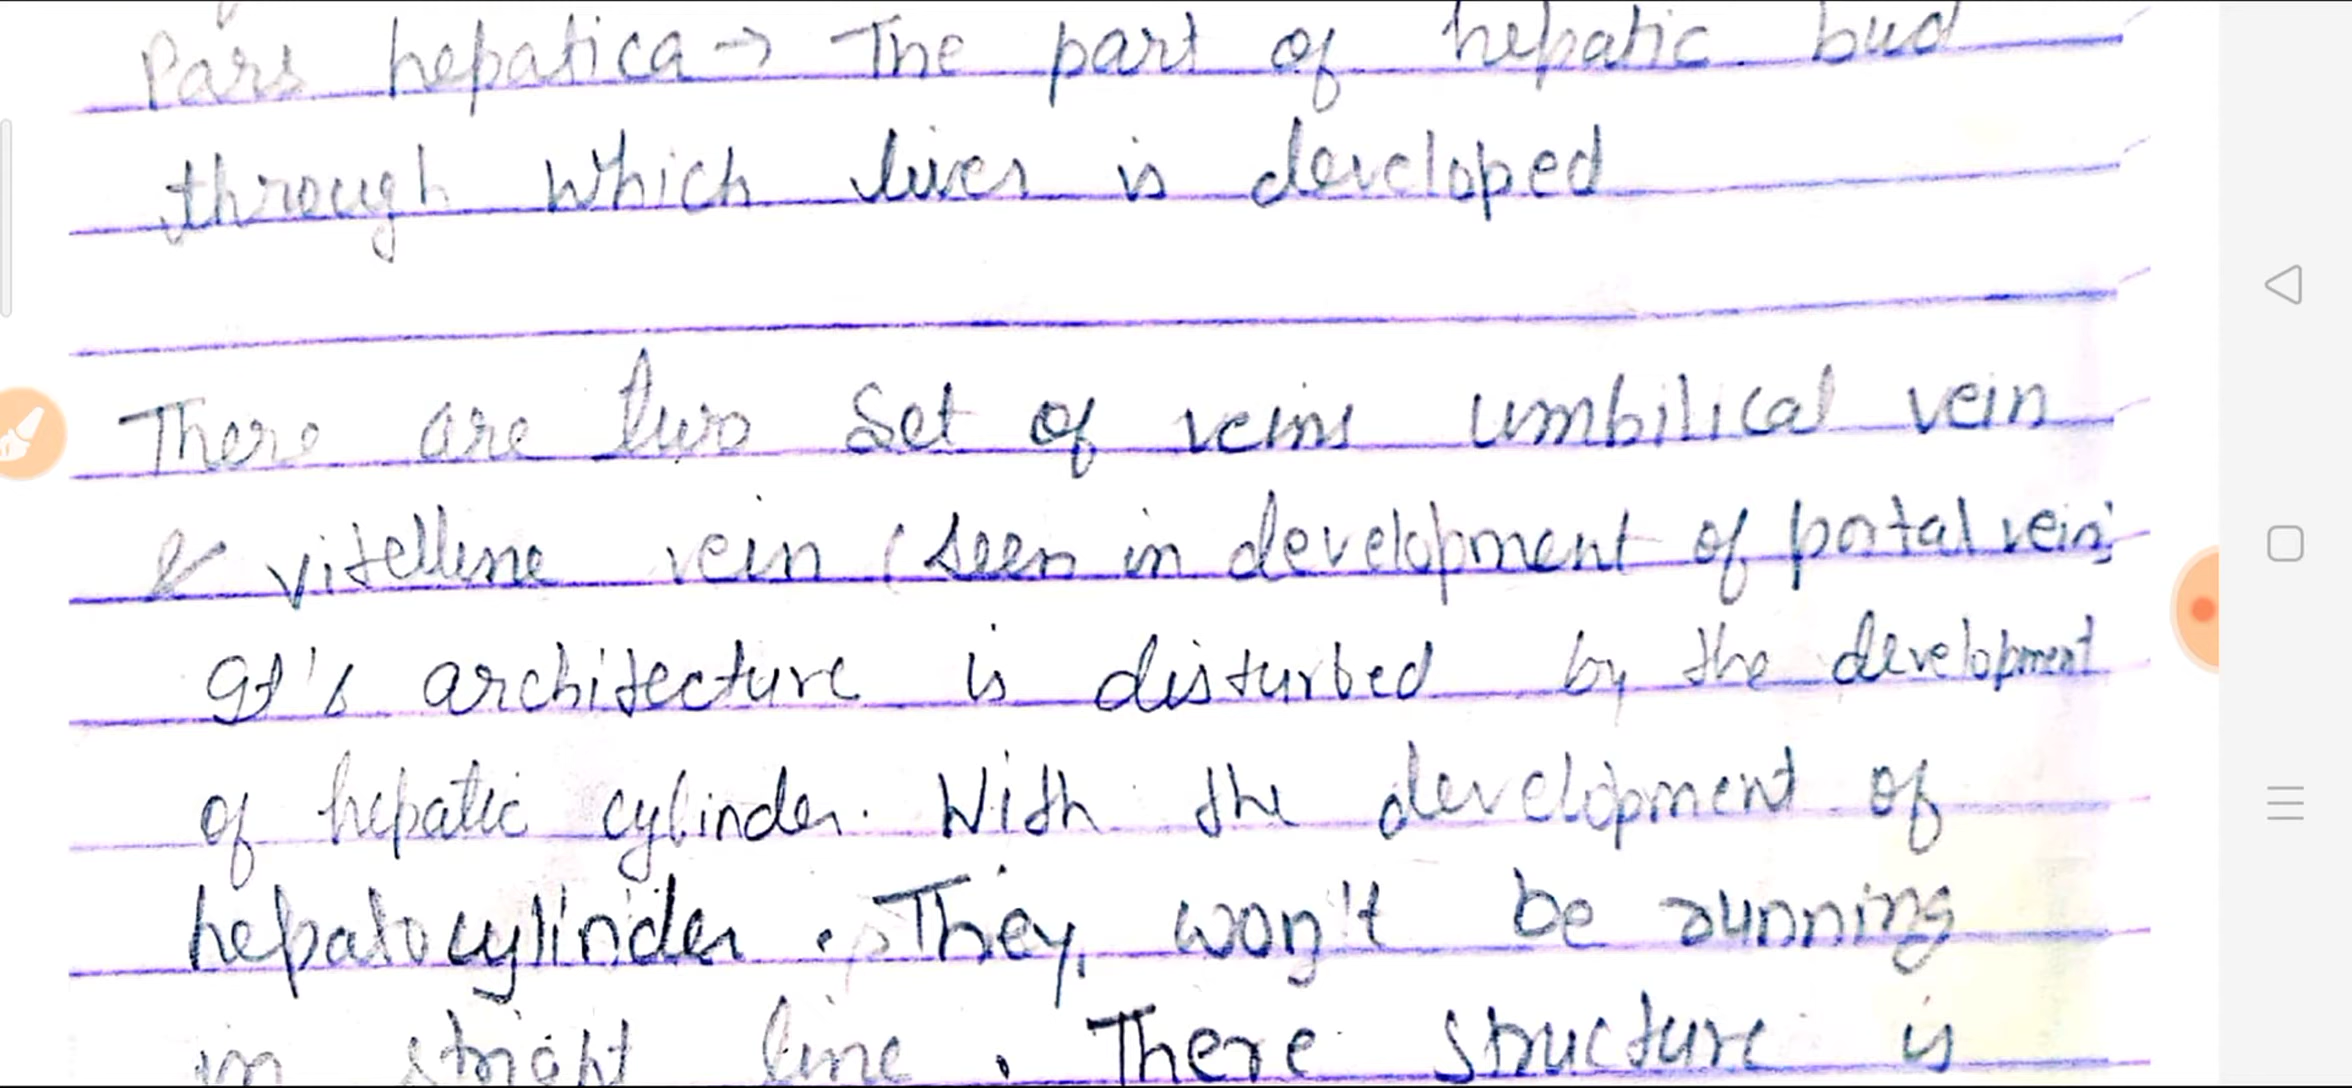 Pars hepatica → The part of hepatic bud
through which liver is developed
There are two set of veins umbilical vein
& vitelline vein (seen in development of portal vein)
It's architecture is disturbed by the development
of hepatic cylinder. With the development of
hepatocylinder. They won't be running
in stright line. There structure is